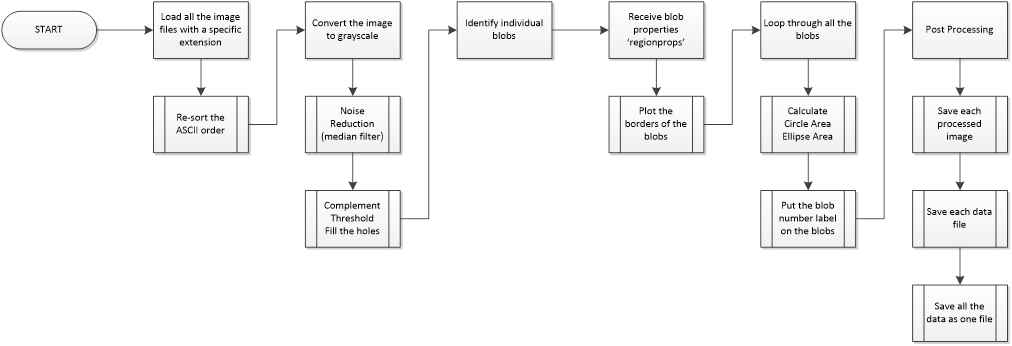 START
Load all the image
files with a specific
extension
Re-sort the
ASCII order
Convert the image
to grayscale
Noise
Reduction
(median filter)
Complement
Threshold
Fill the holes
Identify individual
blobs
Receive blob
properties
‘regionprops’
Plot the
borders of the
blobs
Loop through all the
blobs
Calculate
Circle Area
Ellipse Area
Put the blob
number label
on the blobs
Post Processing
Save each
processed
image
Save each data
file
Save all the
data as one file